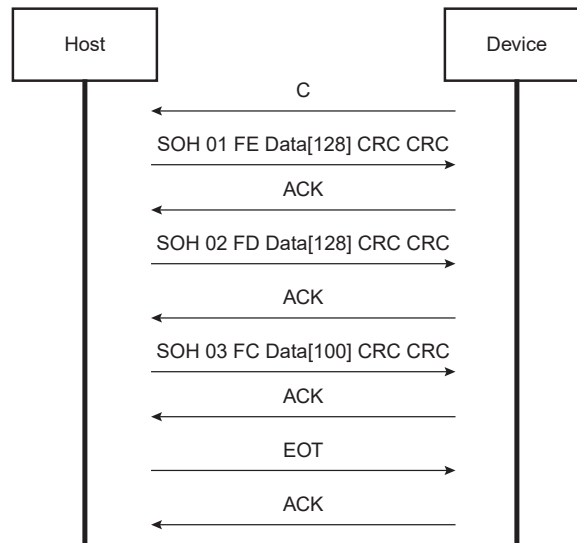 Host
Device
C
SOH 01 FE Data[128] CRC CRC
ACK
SOH 02 FD Data[128] CRC CRC
ACK
SOH 03 FC Data[100] CRC CRC
ACK
EOT
ACK